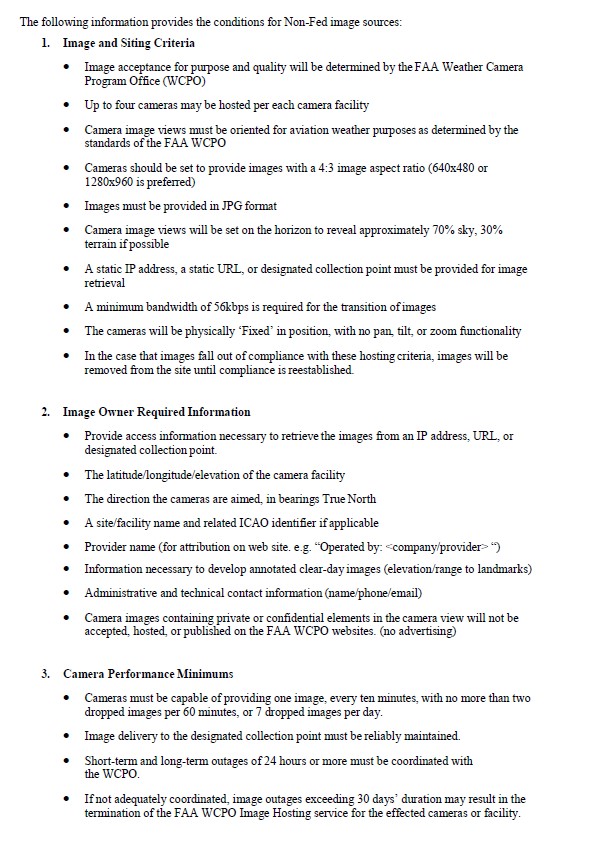 The following information provides the conditions for Non-Fed image sources:
1. Image and Siting Criteria
• Image acceptance for purpose and quality will be determined by the FAA Weather Camera
Program Office (WCPO)
• Up to four cameras may be hosted per each camera facility
• Camera image views must be oriented for aviation weather purposes as determined by the
standards of the FAA WCPO
• Cameras should be set to provide images with a 4:3 image aspect ratio (640x480 or
1280x960 is preferred)
• Images must be provided in JPG format
• Camera image views will be set on the horizon to reveal approximately 70% sky, 30%
terrain if possible
• A static IP address, a static URL, or designated collection point must be provided for image
retrieval
• A minimum bandwidth of 56kbps is required for the transition of images
• The cameras will be physically ‘Fixed’ in position, with no pan, tilt, or zoom functionality
• In the case that images fall out of compliance with these hosting criteria, images will be
removed from the site until compliance is reestablished.
2. Image Owner Required Information
• Provide access information necessary to retrieve the images from an IP address, URL, or
designated collection point.
• The latitude/longitude/elevation of the camera facility
• The direction the cameras are aimed, in bearings True North
• A site/facility name and related ICAO identifier if applicable
• Provider name (for attribution on web site. e.g. “Operated by: <company/provider> “)
• Information necessary to develop annotated clear-day images (elevation/range to landmarks)
• Administrative and technical contact information (name/phone/email)
• Camera images containing private or confidential elements in the camera view will not be
accepted, hosted, or published on the FAA WCPO websites. (no advertising)
3. Camera Performance Minimums
• Cameras must be capable of providing one image, every ten minutes, with no more than two
dropped images per 60 minutes, or 7 dropped images per day.
• Image delivery to the designated collection point must be reliably maintained.
• Short-term and long-term outages of 24 hours or more must be coordinated with
the WCPO.
• If not adequately coordinated, image outages exceeding 30 days’ duration may result in the
termination of the FAA WCPO Image Hosting service for the effected cameras or facility.